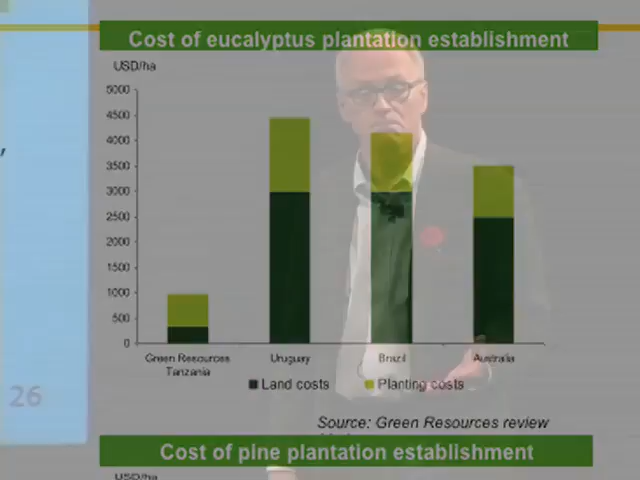 Cost of eucalyptus plantation establishment
USD/ha
5000
4500
4000
3500
3000
2500
2000
1500
1000
500
0
Green Resources Tanzania
Uruguay
Brazil
Australia
Land costs
Planting costs
26
Source: Green Resources review
Cost of pine plantation establishment
USD/ha